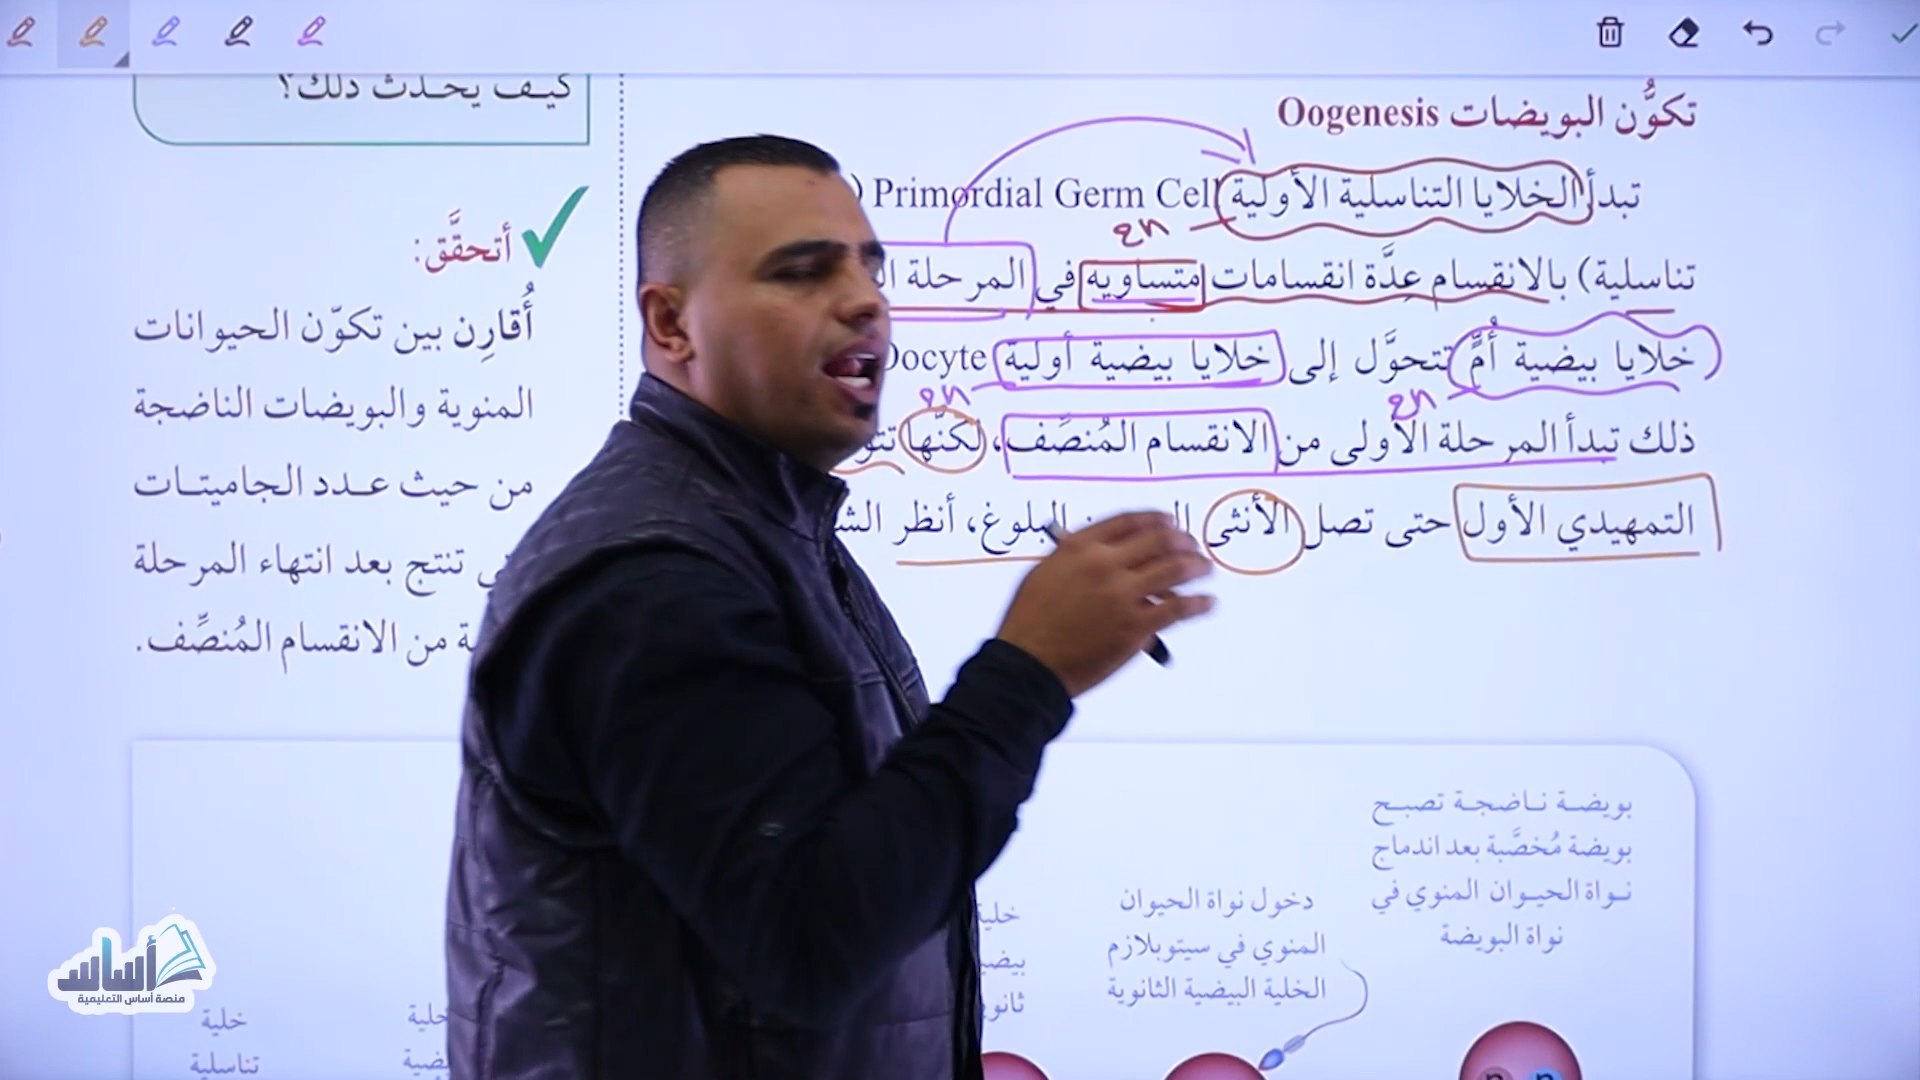 تكوُّن البويضات Oogenesis
تبدأ الخلايا التناسلية الأولية Primordial Germ Cell (
2n
تناسلية) بالانقسام عِدَّة انقسامات متساويه في المرحلة
خلايا بيضية أُمّ تتحوَّل إلى خلايا بيضية أولية Oocyte
2n 2n
ذلك تبدأ المرحلة الأولى من الانقسام المُنصِّف، لكنّها
التمهيدي الأول حتى تصل الأنثى البلوغ، أنظر
كيف يحدث ذلك؟
أتحقَّق:
أُقارِن بين تكوّن الحيوانات
المنوية والبويضات الناضجة
من حيث عدد الجاميتات
تنتج بعد انتهاء المرحلة
من الانقسام المُنصِّف.
بويضة ناضجة تصبح
بويضة مُخصَّبة بعد اندماج
نواة الحيوان المنوي في
نواة البويضة
دخول نواة الحيوان
المنوي في سيتوبلازم
الخلية البيضية الثانوية
خلية
تناسلية
n n
أساس
منصة أساس التعليمية